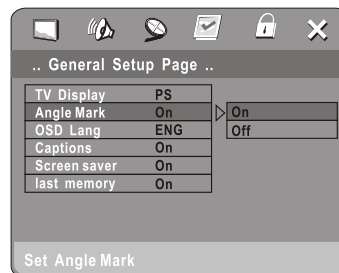 .. General Setup Page ..
TV Display PS
Angle Mark On On
OSD Lang ENG Off
Captions On
Screen saver On
last memory On
Set Angle Mark